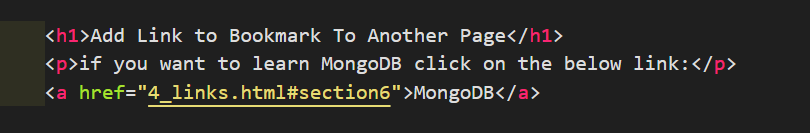 <h1>Add Link to Bookmark To Another Page</h1>
<p>if you want to learn MongoDB click on the below link:</p>
<a href="4_links.html#section6">MongoDB</a>